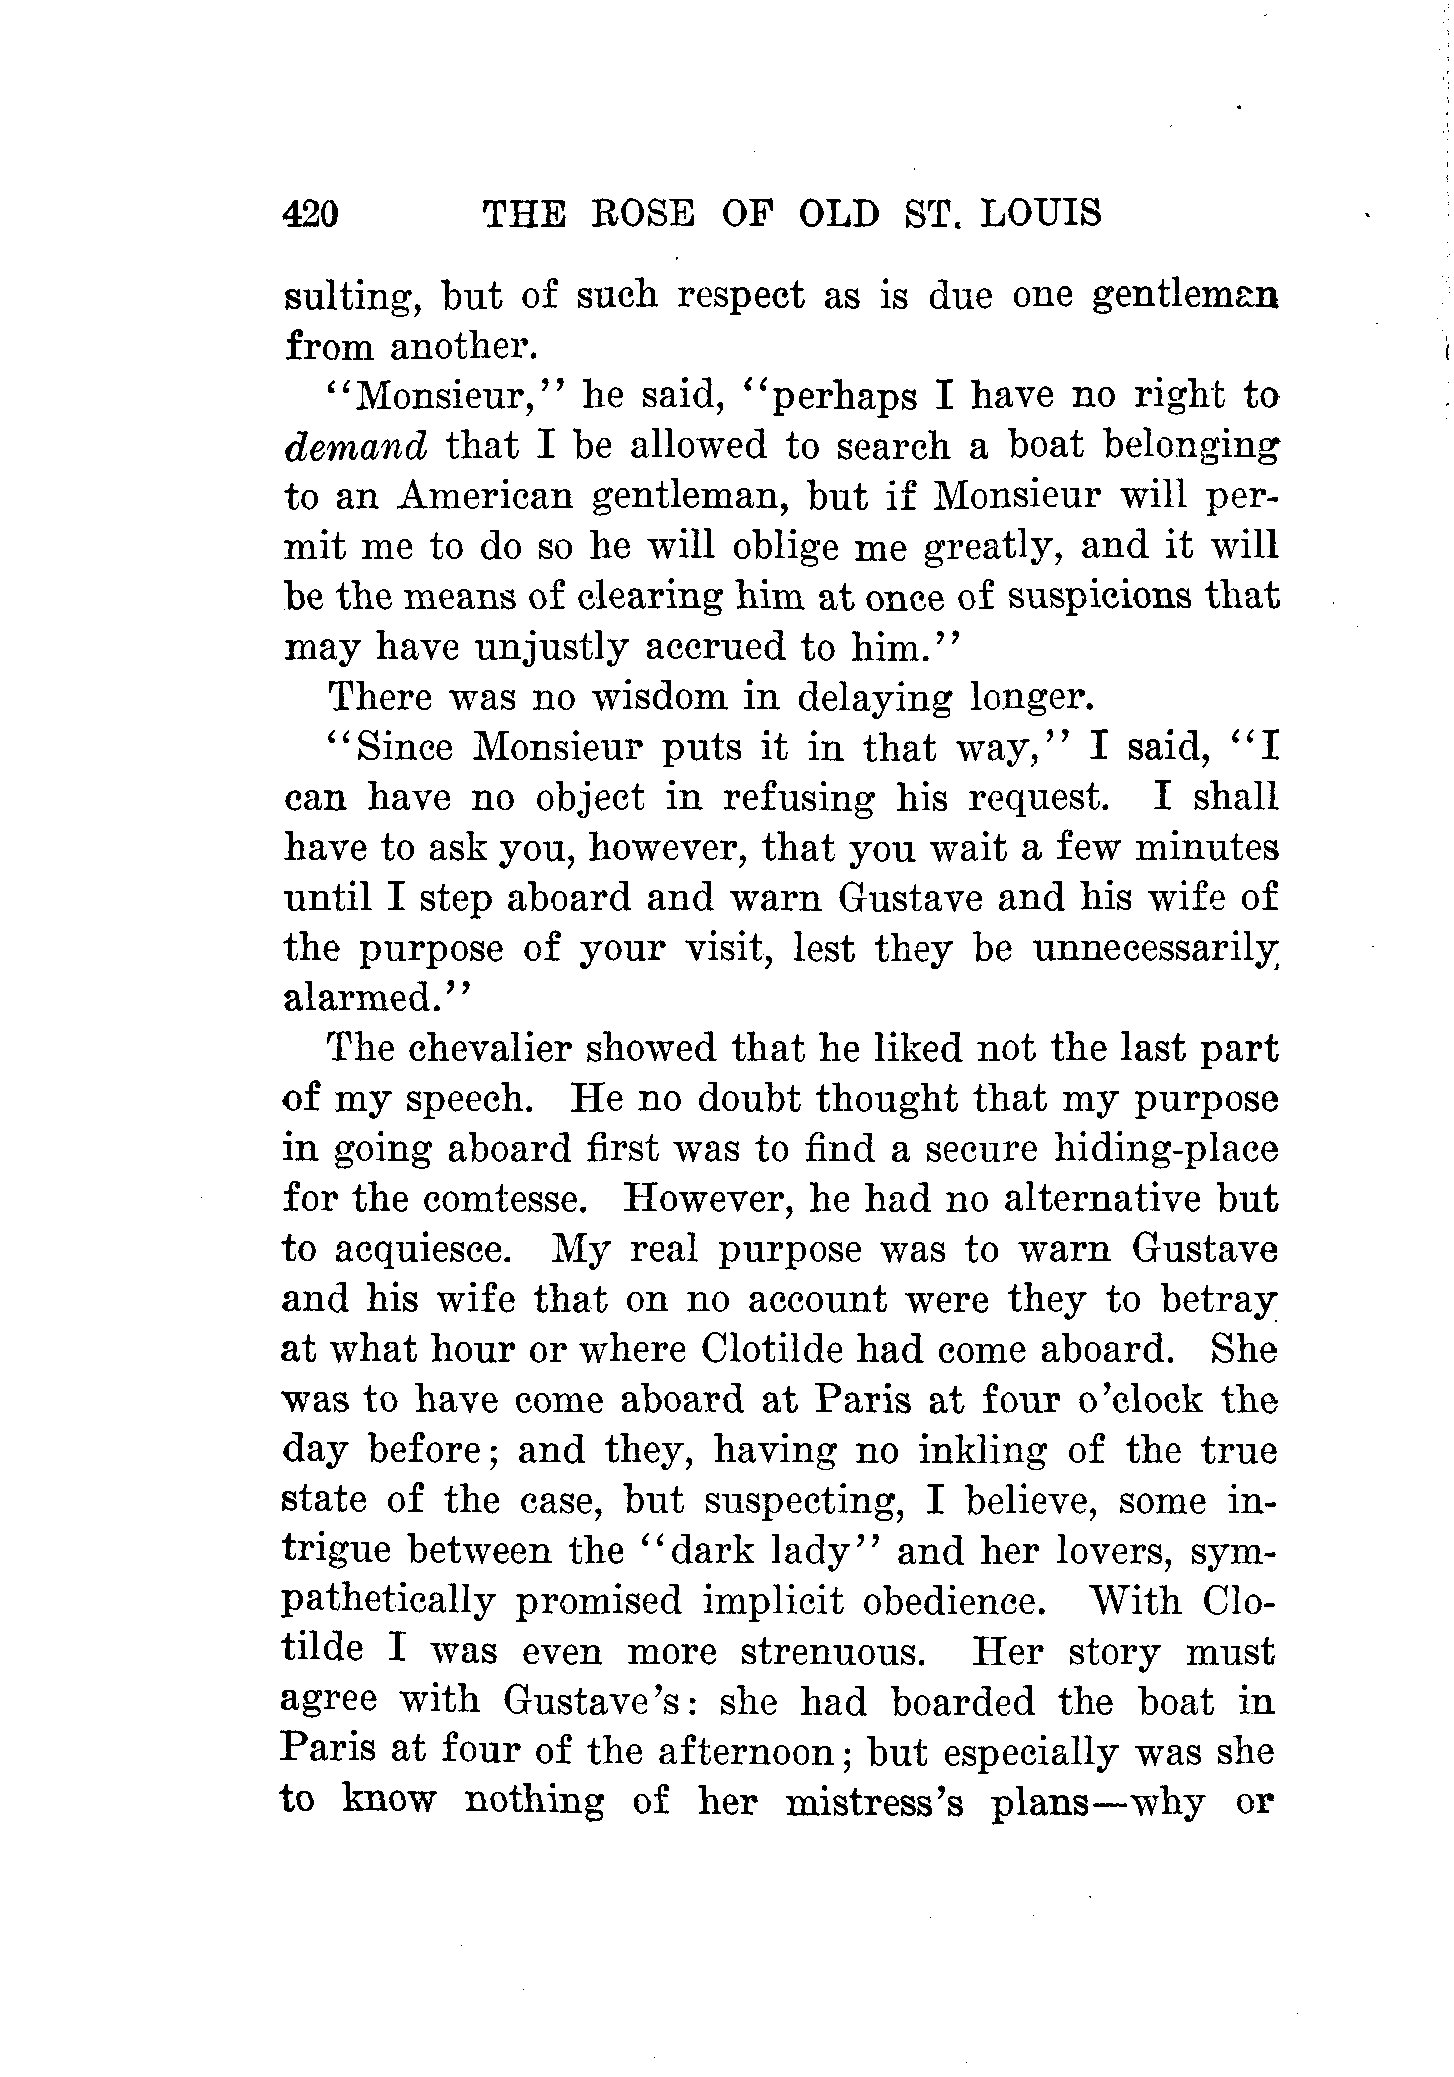 420 THE ROSE OF OLD ST. LOUIS
sulting, but of such respect as is due one gentleman
from another.
"Monsieur," he said, "perhaps I have no right to
demand that I be allowed to search a boat belonging
to an American gentleman, but if Monsieur will per-
mit me to do so he will oblige me greatly, and it will
be the means of clearing him at once of suspicions that
may have unjustly accrued to him."
There was no wisdom in delaying longer.
"Since Monsieur puts it in that way," I said, "I
can have no object in refusing his request. I shall
have to ask you, however, that you wait a few minutes
until I step aboard and warn Gustave and his wife of
the purpose of your visit, lest they be unnecessarily
alarmed."
The chevalier showed that he liked not the last part
of my speech. He no doubt thought that my purpose
in going aboard first was to find a secure hiding-place
for the comtesse. However, he had no alternative but
to acquiesce. My real purpose was to warn Gustave
and his wife that on no account were they to betray
at what hour or where Clotilde had come aboard. She
was to have come aboard at Paris at four o'clock the
day before; and they, having no inkling of the true
state of the case, but suspecting, I believe, some in-
trigue between the "dark lady" and her lovers, sym-
pathetically promised implicit obedience. With Clo-
tilde I was even more strenuous. Her story must
agree with Gustave's: she had boarded the boat in
Paris at four of the afternoon; but especially was she
to know nothing of her mistress's plans—why or